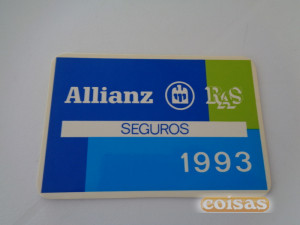 Allianz RAS
SEGUROS
1993
coisas